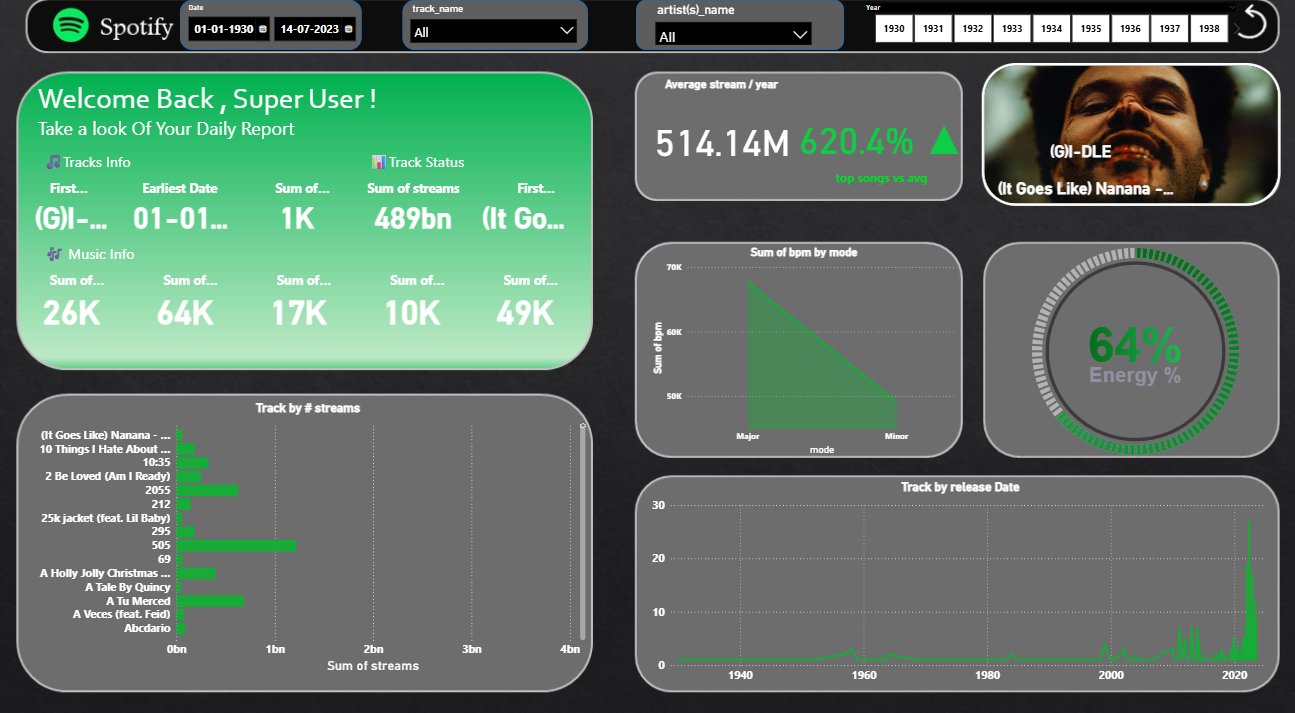 Spotify
Date
01-01-1930
14-07-2023
track_name
All
artist(s)_name
All
Year
1930 1931 1932 1933 1934 1935 1936 1937 1938
Welcome Back , Super User !
Take a look Of Your Daily Report
Tracks Info
Track Status
First... Earliest Date Sum of... Sum of streams First...
(G)I-... 01-01... 1K 489bn (It Go...
Music Info
Sum of... Sum of... Sum of... Sum of... Sum of...
26K 64K 17K 10K 49K
Average stream / year
514.14M 620.4%
top songs vs avg
(G)I-DLE
(It Goes Like) Nanana -...
Sum of bpm by mode
70K
60K
50K
Sum of bpm
Major Minor
mode
64%
Energy %
Track by # streams
(It Goes Like) Nanana - ...
10 Things I Hate About ...
10:35
2 Be Loved (Am I Ready)
2055
212
25k jacket (feat. Lil Baby)
295
505
69
A Holly Jolly Christmas ...
A Tale By Quincy
A Tu Merced
A Veces (feat. Feid)
Abcdario
0bn 1bn 2bn 3bn 4bn
Sum of streams
Track by release Date
30
20
10
0
1940 1960 1980 2000 2020